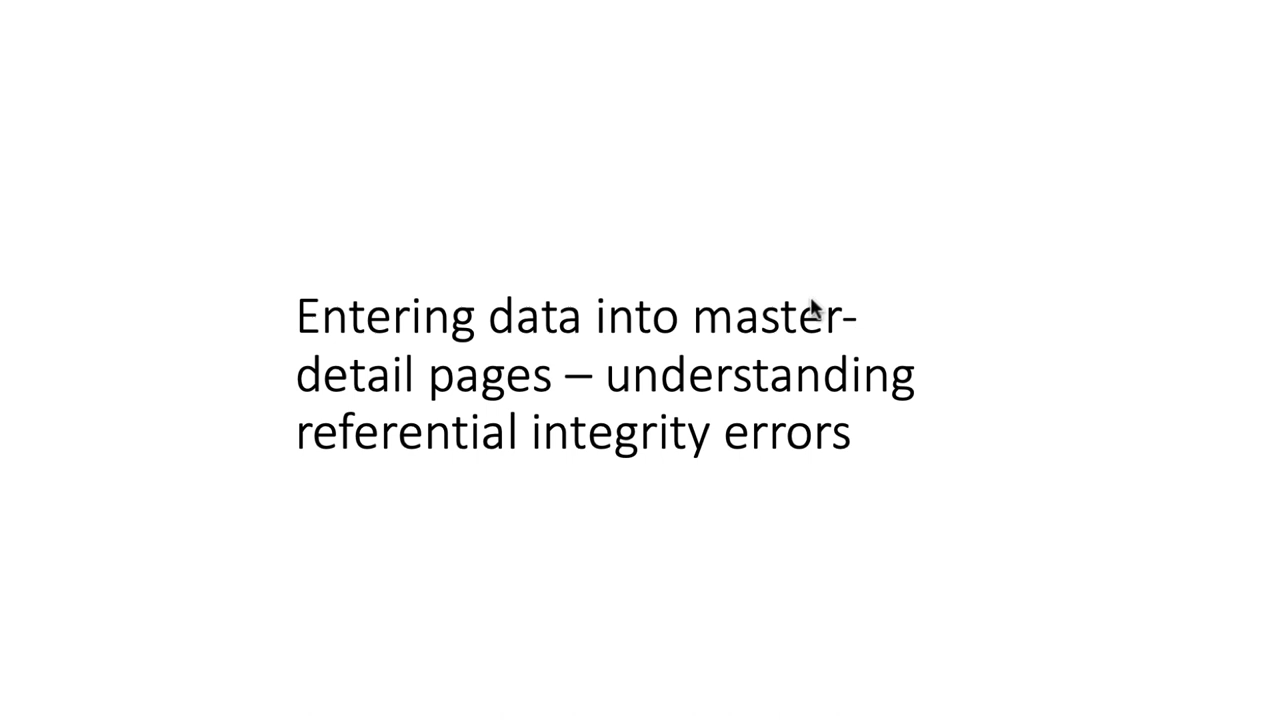 Entering data into master-
detail pages – understanding
referential integrity errors